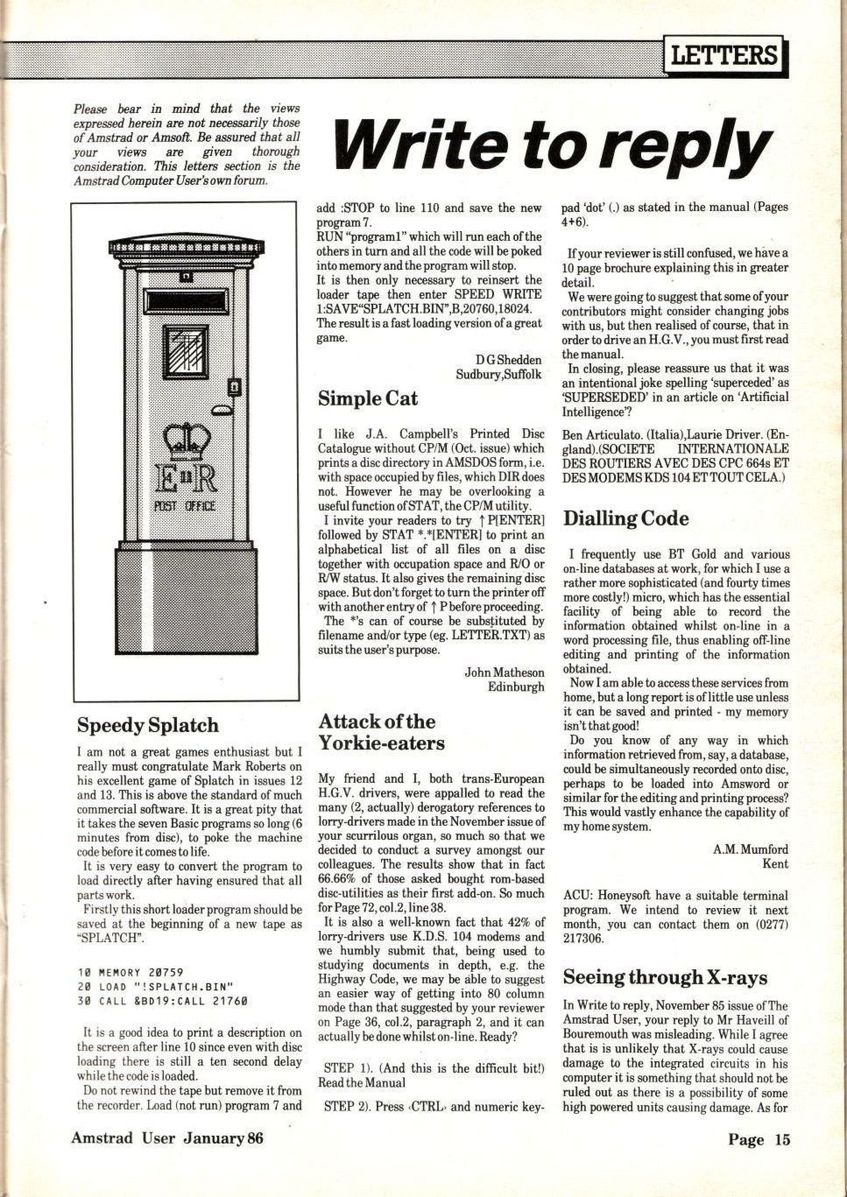 LETTERS
Please bear in mind that the views
expressed herein are not necessarily those
of Amstrad or Amsoft. Be assured that all
your views are given thorough
consideration. This letters section is the
Amstrad Computer User's own forum.
Write to reply
E II R
POST OFFICE
Speedy Splatch
I am not a great games enthusiast but I
really must congratulate Mark Roberts on
his excellent game of Splatch in issues 12
and 13. This is above the standard of much
commercial software. It is a great pity that
it takes the seven Basic programs so long (6
minutes from disc), to poke the machine
code before it comes to life.
It is very easy to convert the program to
load directly after having ensured that all
parts work.
Firstly this short loader program should be
saved at the beginning of a new tape as
"SPLATCH".
10 MEMORY 20759
20 LOAD "!SPLATCH.BIN"
30 CALL &BD19:CALL 21760
It is a good idea to print a description on
the screen after line 10 since even with disc
loading there is still a ten second delay
while the code is loaded.
Do not rewind the tape but remove it from
the recorder. Load (not run) program 7 and
add :STOP to line 110 and save the new
program 7.
RUN "program1" which will run each of the
others in turn and all the code will be poked
into memory and the program will stop.
It is then only necessary to reinsert the
loader tape then enter SPEED WRITE
1:SAVE"SPLATCH.BIN",B,20760,18024.
The result is a fast loading version of a great
game.
D G Shedden
Sudbury,Suffolk
Simple Cat
I like J.A. Campbell's Printed Disc
Catalogue without CP/M (Oct. issue) which
prints a disc directory in AMSDOS form, i.e.
with space occupied by files, which DIR does
not. However he may be overlooking a
useful function of STAT, the CP/M utility.
I invite your readers to try ↑ P[ENTER]
followed by STAT *.*[ENTER] to print an
alphabetical list of all files on a disc
together with occupation space and R/O or
R/W status. It also gives the remaining disc
space. But don't forget to turn the printer off
with another entry of ↑ P before proceeding.
The *'s can of course be substituted by
filename and/or type (eg. LETTER.TXT) as
suits the user's purpose.
John Matheson
Edinburgh
Attack of the
Yorkie-eaters
My friend and I, both trans-European
H.G.V. drivers, were appalled to read the
many (2, actually) derogatory references to
lorry-drivers made in the November issue of
your scurrilous organ, so much so that we
decided to conduct a survey amongst our
colleagues. The results show that in fact
66.66% of those asked bought rom-based
disc-utilities as their first add-on. So much
for Page 72, col.2, line 38.
It is also a well-known fact that 42% of
lorry-drivers use K.D.S. 104 modems and
we humbly submit that, being used to
studying documents in depth, e.g. the
Highway Code, we may be able to suggest
an easier way of getting into 80 column
mode than that suggested by your reviewer
on Page 36, col.2, paragraph 2, and it can
actually be done whilst on-line. Ready?
STEP 1). (And this is the difficult bit!)
Read the Manual
STEP 2). Press ‹CTRL› and numeric key-
pad 'dot' (.) as stated in the manual (Pages
4+6).
If your reviewer is still confused, we have a
10 page brochure explaining this in greater
detail.
We were going to suggest that some of your
contributors might consider changing jobs
with us, but then realised of course, that in
order to drive an H.G.V., you must first read
the manual.
In closing, please reassure us that it was
an intentional joke spelling 'superceded' as
'SUPERSEDED' in an article on 'Artificial
Intelligence'?
Ben Articulato. (Italia),Laurie Driver. (En-
gland).(SOCIETE INTERNATIONALE
DES ROUTIERS AVEC DES CPC 664s ET
DES MODEMS KDS 104 ET TOUT CELA.)
Dialling Code
I frequently use BT Gold and various
on-line databases at work, for which I use a
rather more sophisticated (and fourty times
more costly!) micro, which has the essential
facility of being able to record the
information obtained whilst on-line in a
word processing file, thus enabling off-line
editing and printing of the information
obtained.
Now I am able to access these services from
home, but a long report is of little use unless
it can be saved and printed - my memory
isn't that good!
Do you know of any way in which
information retrieved from, say, a database,
could be simultaneously recorded onto disc,
perhaps to be loaded into Amsword or
similar for the editing and printing process?
This would vastly enhance the capability of
my home system.
A.M. Mumford
Kent
ACU: Honeysoft have a suitable terminal
program. We intend to review it next
month, you can contact them on (0277)
217306.
Seeing through X-rays
In Write to reply, November 85 issue of The
Amstrad User, your reply to Mr Haveill of
Bouremouth was misleading. While I agree
that is is unlikely that X-rays could cause
damage to the integrated circuits in his
computer it is something that should not be
ruled out as there is a possibility of some
high powered units causing damage. As for
Amstrad User January 86
Page 15